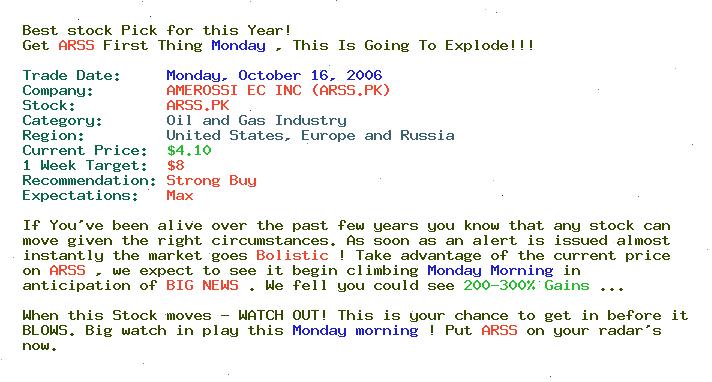 Best stock Pick for this Year!
Get ARSS First Thing Monday , This Is Going To Explode!!!
Trade Date: Monday, October 16, 2006
Company: AMEROSSI EC INC (ARSS.PK)
Stock: ARSS.PK
Category: Oil and Gas Industry
Region: United States, Europe and Russia
Current Price: $4.10
1 Week Target: $8
Recommendation: Strong Buy
Expectations: Max
If You've been alive over the past few years you know that any stock can
move given the right circumstances. As soon as an alert is issued almost
instantly the market goes Bolistic ! Take advantage of the current price
on ARSS , we expect to see it begin climbing Monday Morning in
anticipation of BIG NEWS . We fell you could see 200-300% Gains ...
When this Stock moves - WATCH OUT! This is your chance to get in before it
BLOWS. Big watch in play this Monday morning ! Put ARSS on your radar's
now.